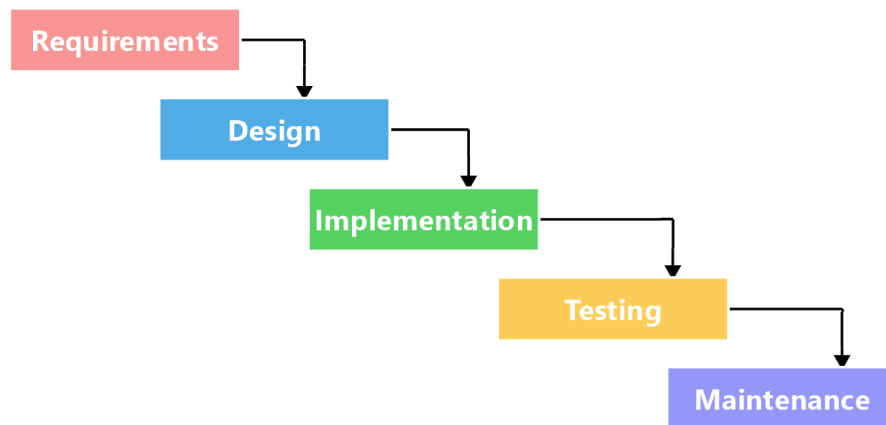 Requirements
Design
Implementation
Testing
Maintenance